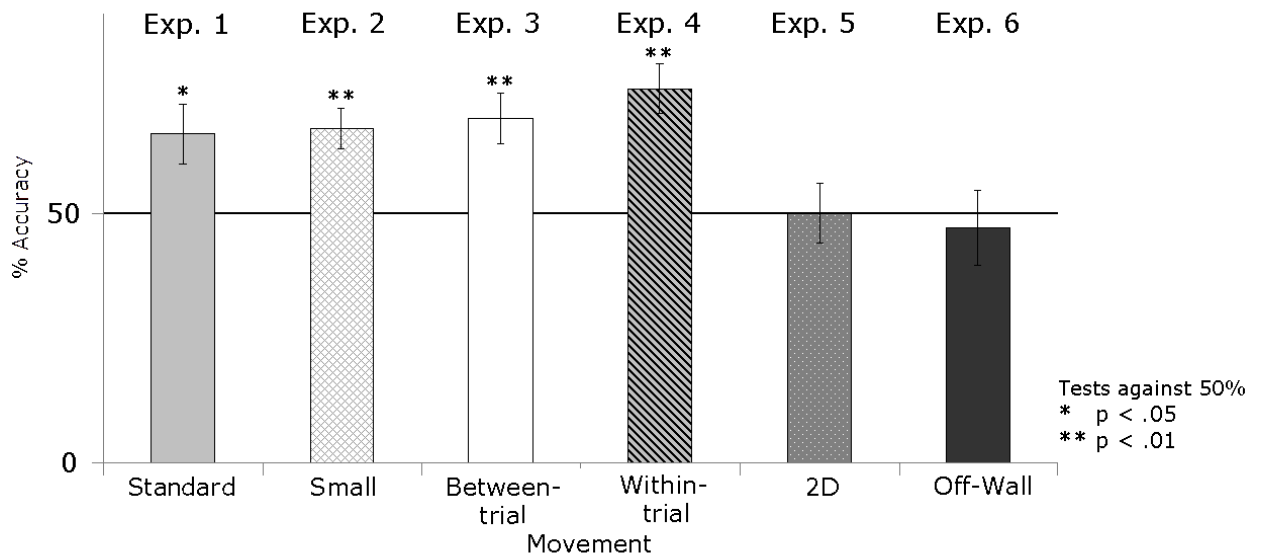 Exp. 1 Exp. 2 Exp. 3 Exp. 4 Exp. 5 Exp. 6
* ** ** **
% Accuracy
50
0
Tests against 50%
* p < .05
** p < .01
Standard Small Between- Within- 2D Off-Wall
trial trial
Movement